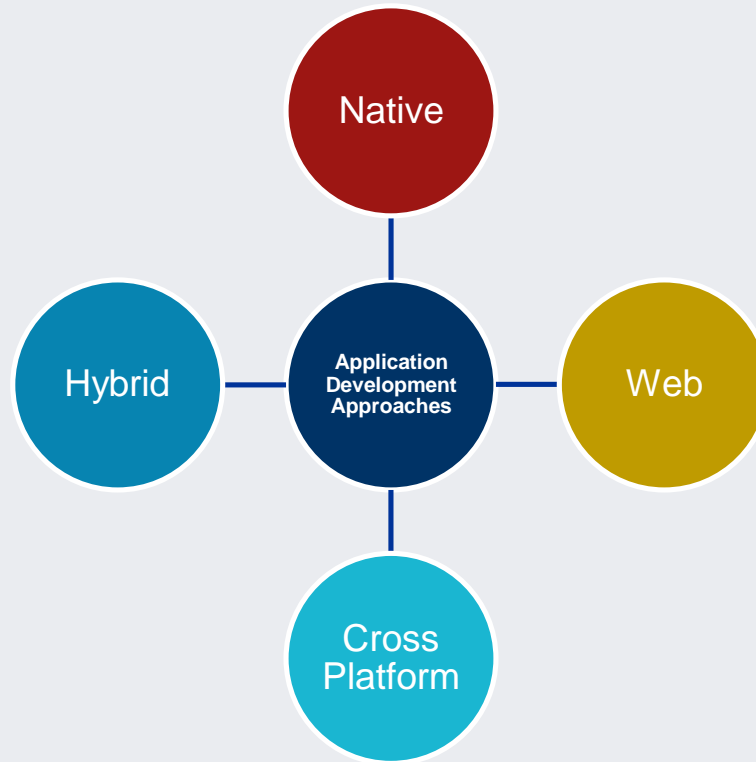 Native
Hybrid
Application
Development
Approaches
Web
Cross
Platform